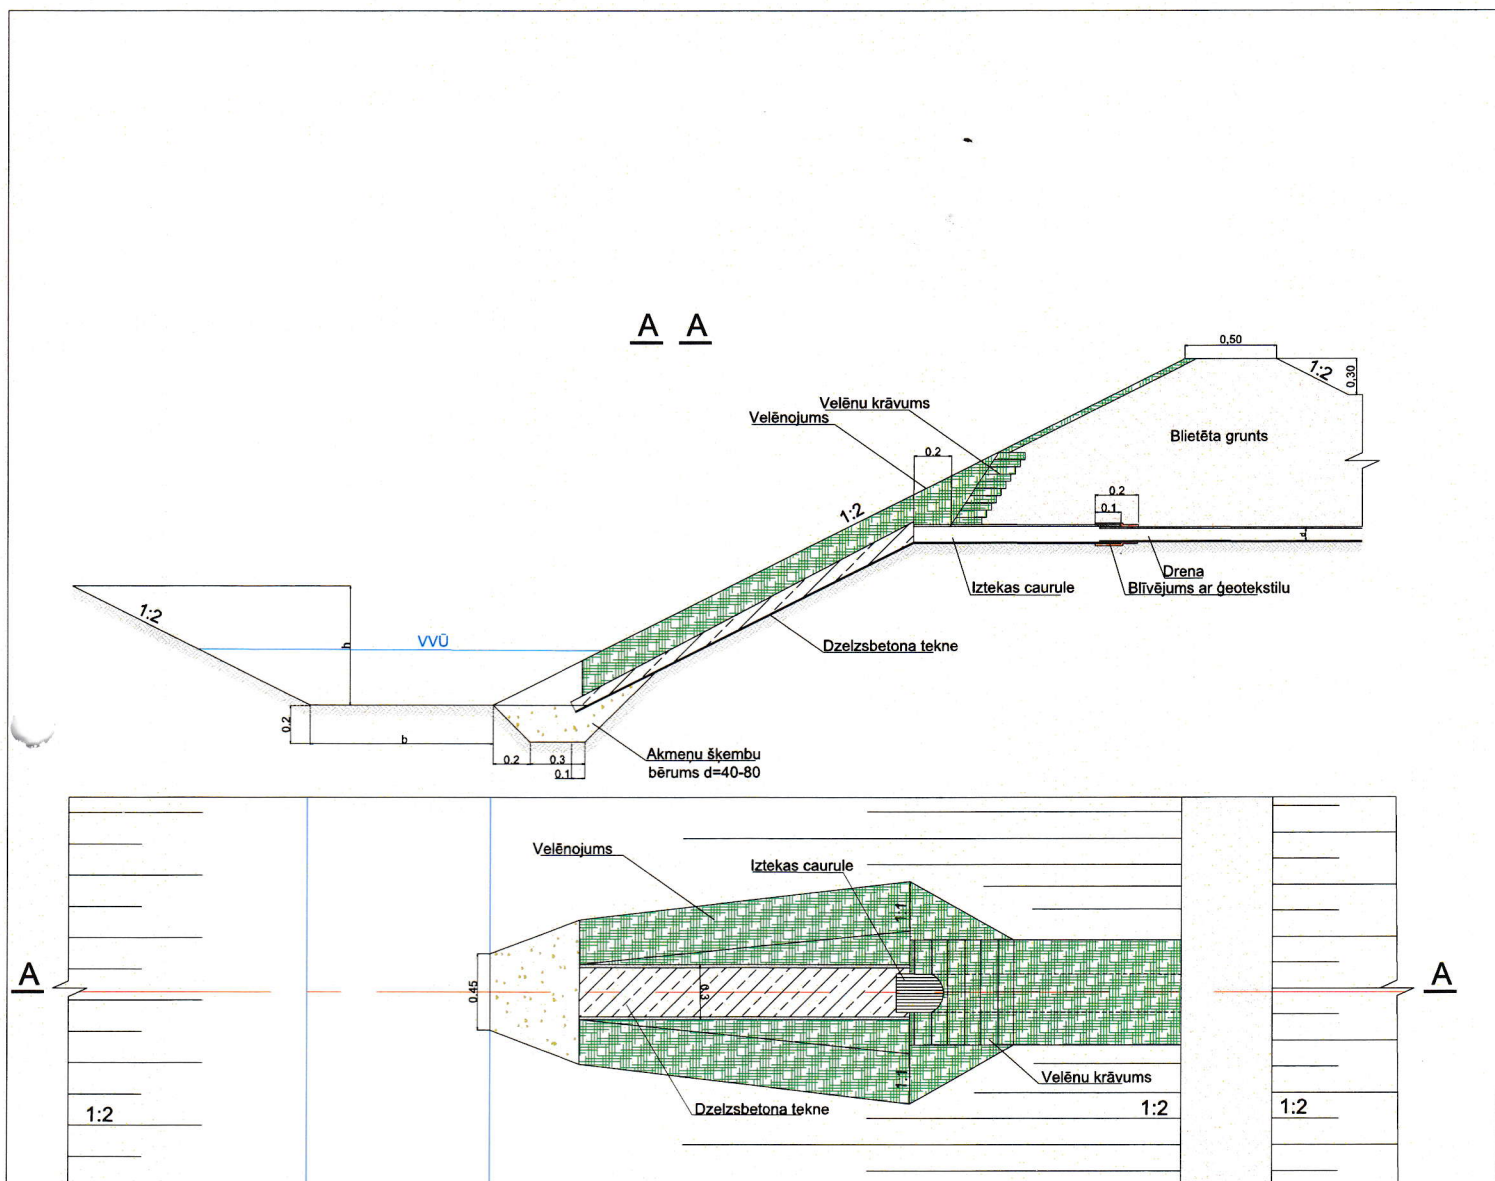 A A
0,50
1:2
0,30
Velēnu krāvums
Velēnojums
Blietēta grunts
0.2
0.2
0.1
1:2
d
Drena
Iztekas caurule
Blīvējums ar ģeotekstilu
1:2
h
VVŪ
Dzelzsbetona tekne
0.2
b
0.2
0.3
0.1
Akmeņu šķembu
bērums d=40-80
Velēnojums
Iztekas caurule
1:1
A
0.45
0.3
A
1:1
Velēnu krāvums
Dzelzsbetona tekne
1:2
1:2
1:2